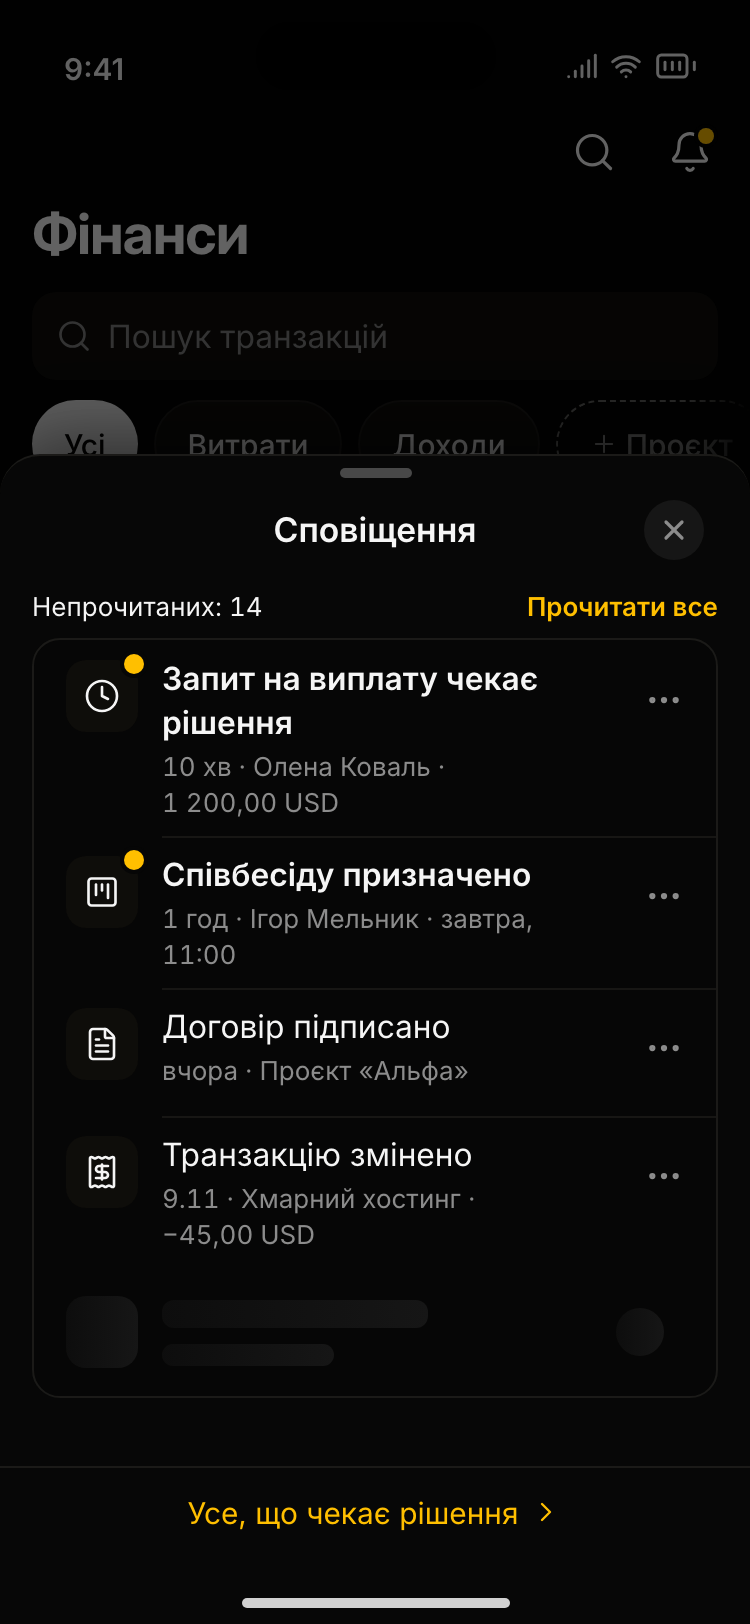 9:41
Фінанси
Пошук транзакцій
Усі
Витрати
Доходи
+ Проєкт
Сповіщення
Непрочитаних: 14
Прочитати все
Запит на виплату чекає
рішення
10 хв · Олена Коваль ·
1 200,00 USD
Співбесіду призначено
1 год · Ігор Мельник · завтра,
11:00
Договір підписано
вчора · Проєкт «Альфа»
Транзакцію змінено
9.11 · Хмарний хостинг ·
−45,00 USD
Усе, що чекає рішення